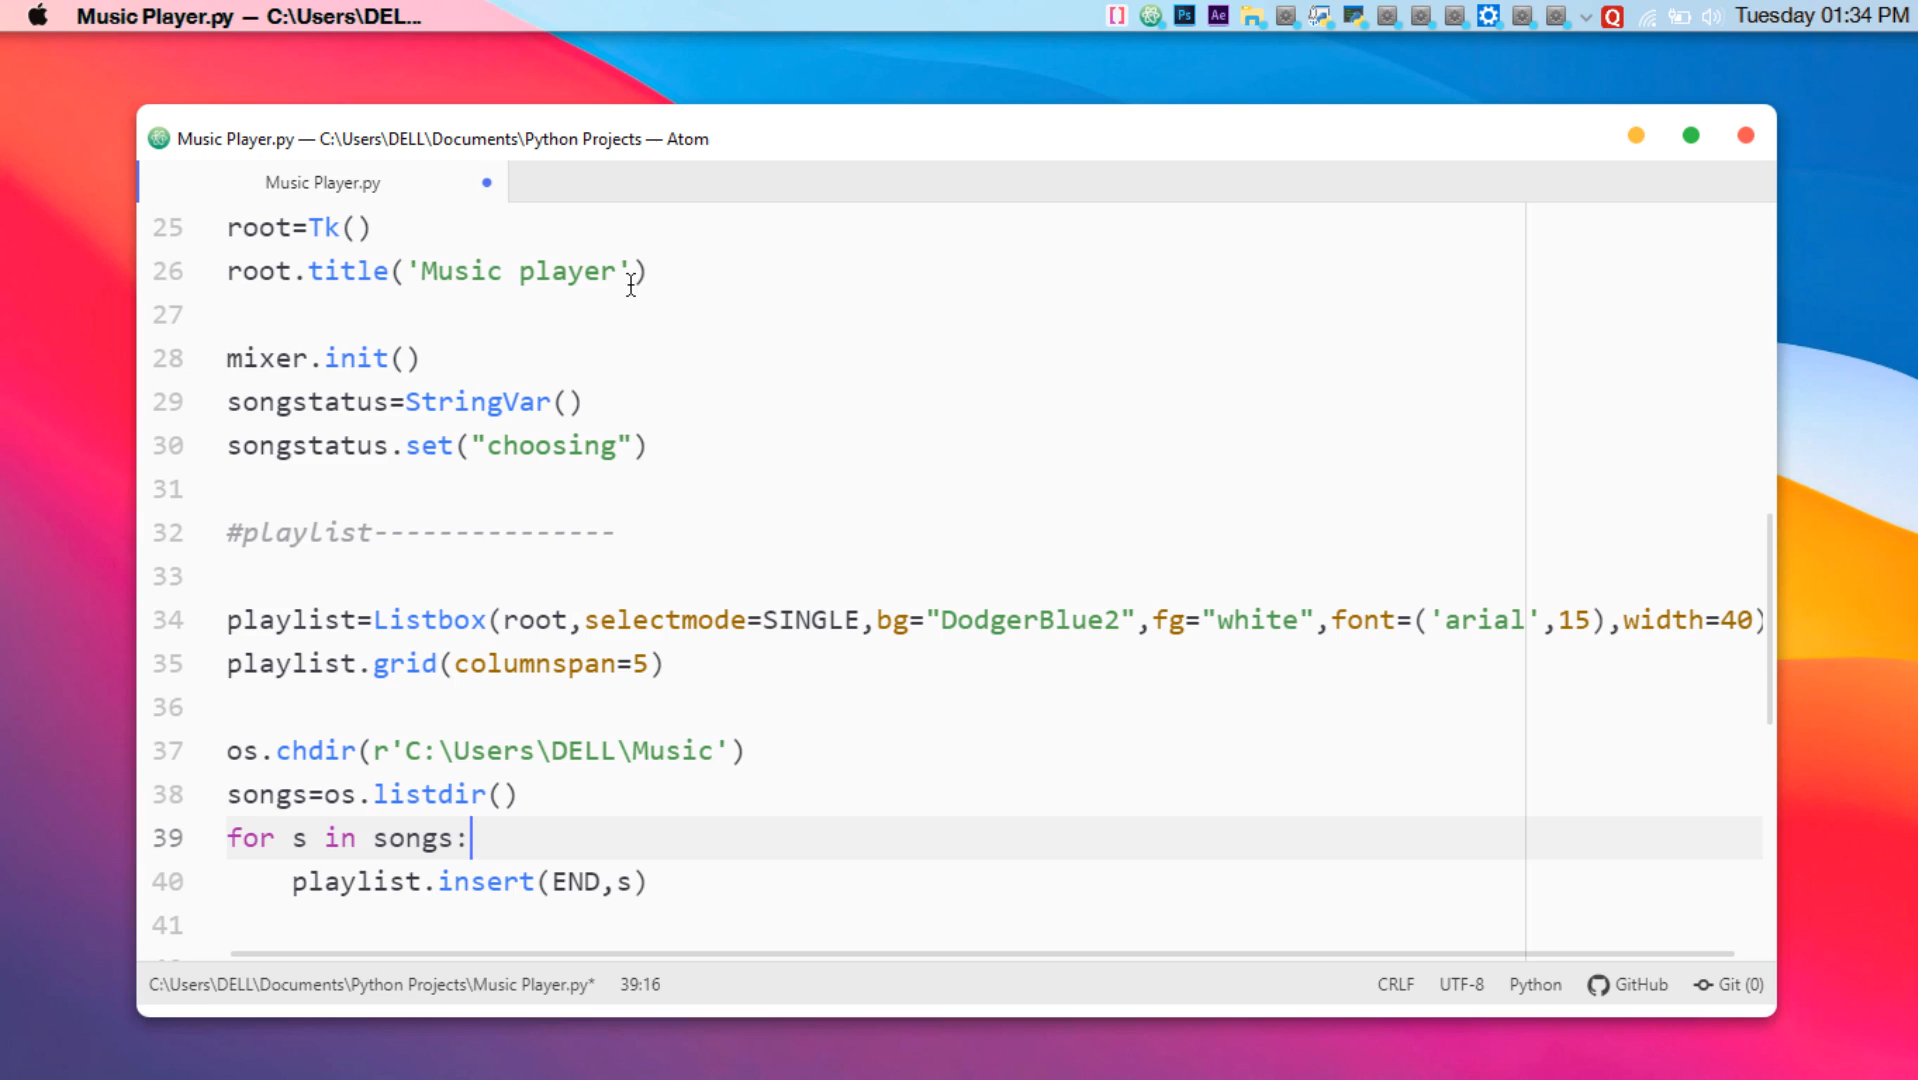 Music Player.py — C:\Users\DEL... Ps Ae Q Tuesday 01:34 PM
Music Player.py — C:\Users\DELL\Documents\Python Projects — Atom
Music Player.py
25 root=Tk()
26 root.title('Music player')
27
28 mixer.init()
29 songstatus=StringVar()
30 songstatus.set("choosing")
31
32 #playlist---------------
33
34 playlist=Listbox(root,selectmode=SINGLE,bg="DodgerBlue2",fg="white",font=('arial',15),width=40)
35 playlist.grid(columnspan=5)
36
37 os.chdir(r'C:\Users\DELL\Music')
38 songs=os.listdir()
39 for s in songs:
40     playlist.insert(END,s)
41
C:\Users\DELL\Documents\Python Projects\Music Player.py* 39:16 CRLF UTF-8 Python GitHub Git (0)